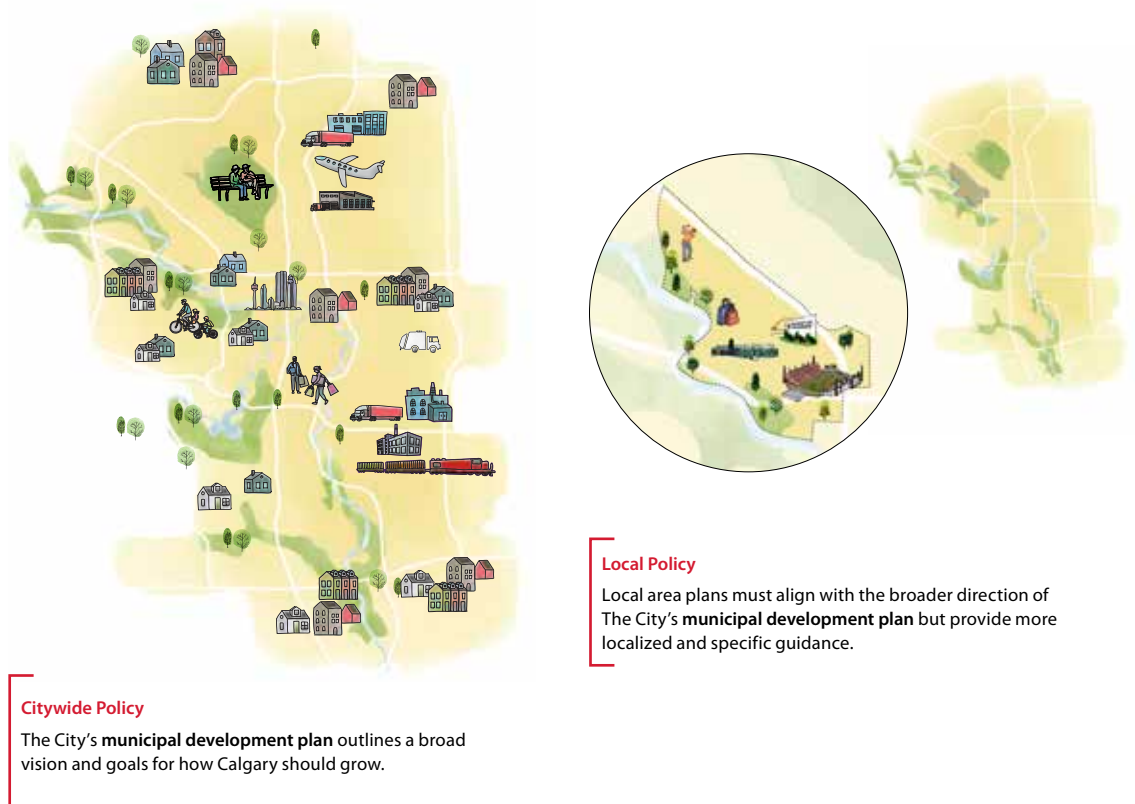 Citywide Policy
The City's municipal development plan outlines a broad
vision and goals for how Calgary should grow.
Local Policy
Local area plans must align with the broader direction of
The City's municipal development plan but provide more
localized and specific guidance.